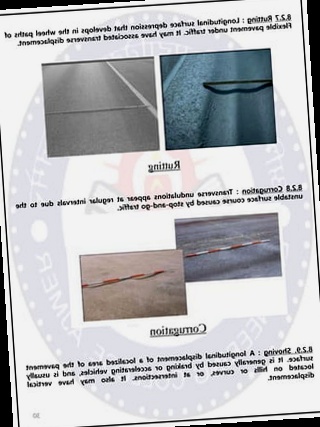 8.2.7 Rutting : Longitudinal surface depression that develops in the wheel paths of
Flexible pavement under traffic. It may have associated transverse displacement.
Rutting
8.2.8 Corrugation : Transverse undulations appear at regular intervals due to the
unstable surface course caused by stop-and-go traffic.
Corrugation
8.2.9. Shoving : A longitudinal displacement of a localized area of the pavement
surface. It is generally caused by braking or accelerating vehicles, and is usually
located on hills or curves, or at intersections. It also may have vertical
displacement.
30